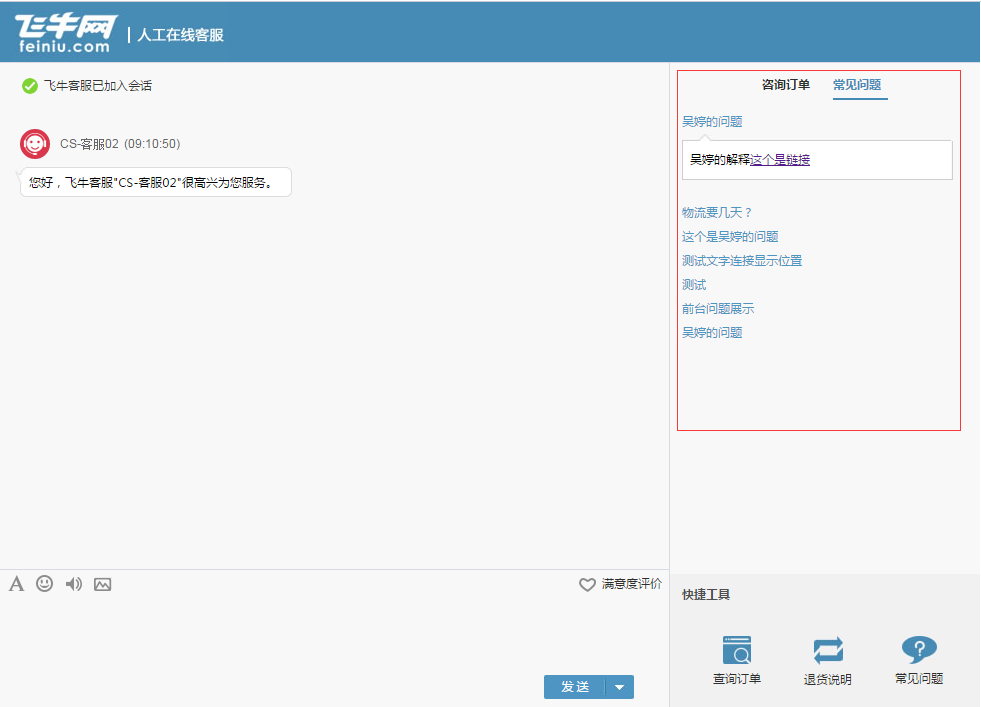 飞牛网
feiniu.com
人工在线客服
飞牛客服已加入会话
CS-客服02 (09:10:50)
您好，飞牛客服"CS-客服02"很高兴为您服务。
咨询订单 常见问题
吴婷的问题
吴婷的解释这个是链接
物流要几天？
这个是吴婷的问题
测试文字连接显示位置
测试
前台问题展示
吴婷的问题
满意度评价
发送
快捷工具
查询订单 退货说明 常见问题